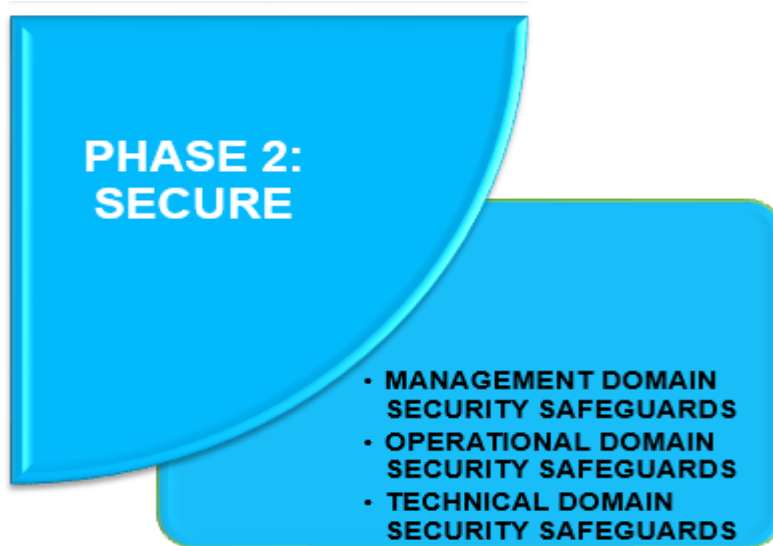 PHASE 2:
SECURE
• MANAGEMENT DOMAIN
SECURITY SAFEGUARDS
• OPERATIONAL DOMAIN
SECURITY SAFEGUARDS
• TECHNICAL DOMAIN
SECURITY SAFEGUARDS